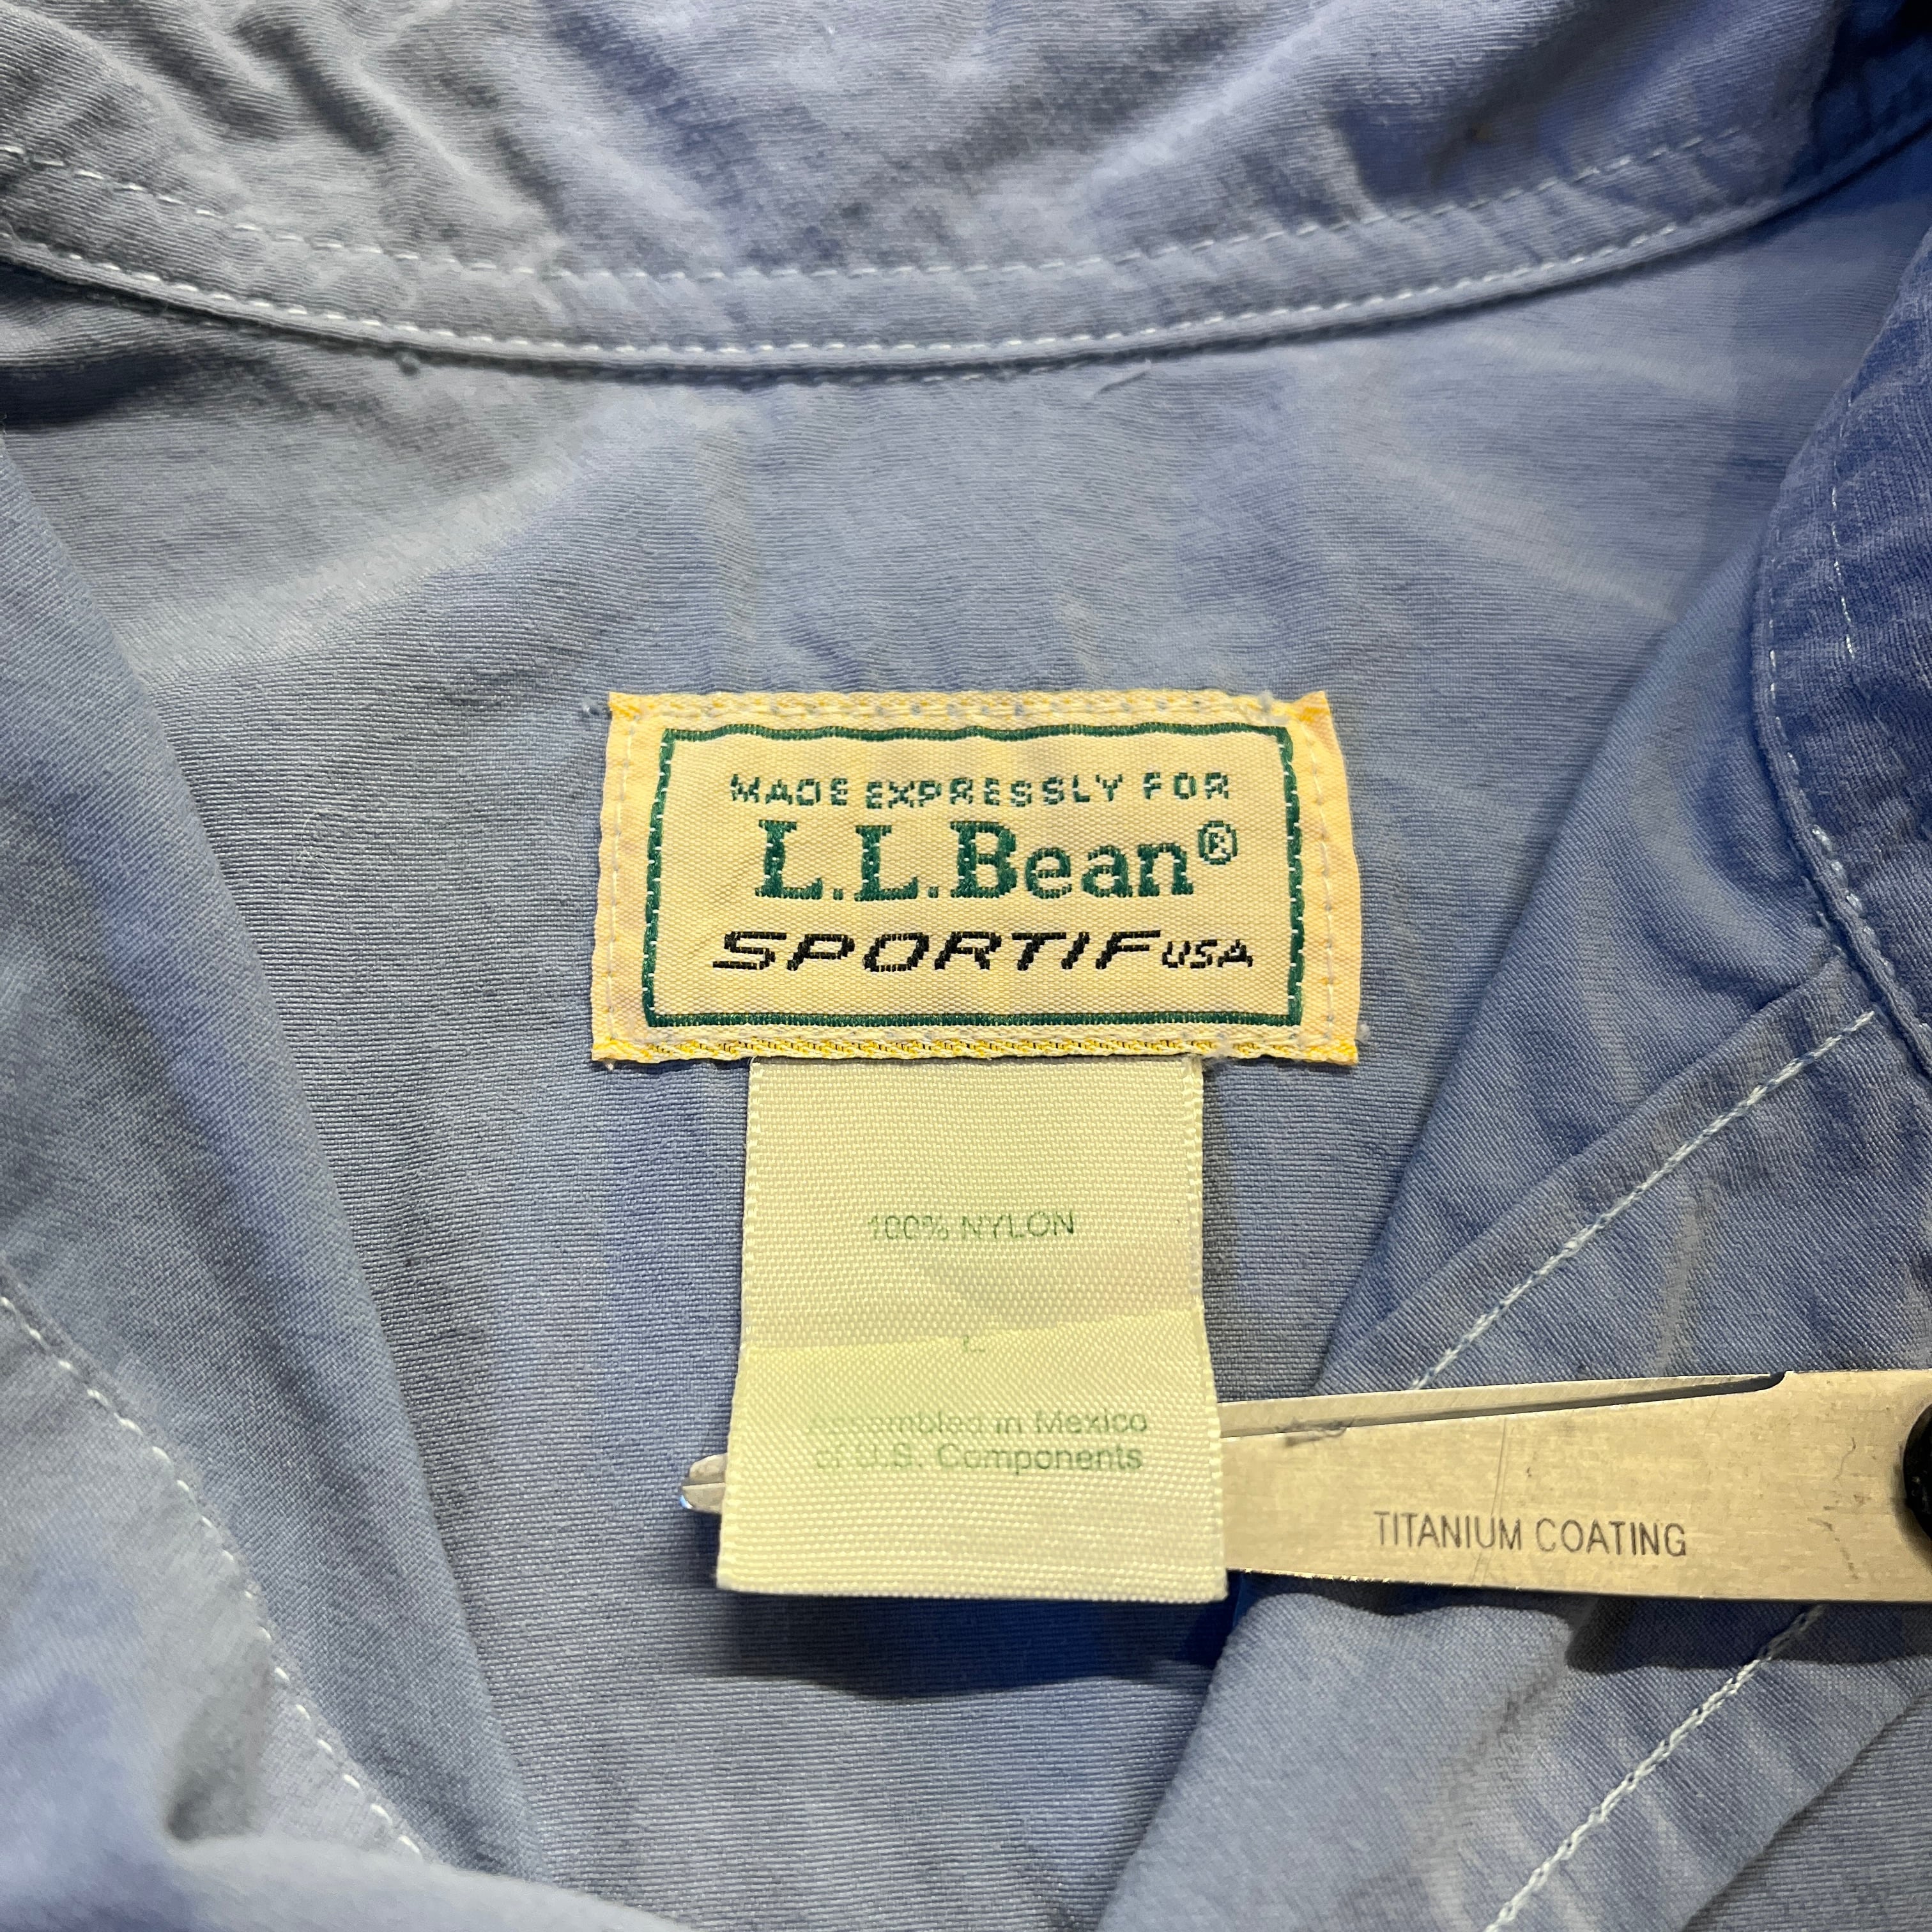 MADE EXPRESSLY FOR
L.L.Bean®
SPORTIF USA
100% NYLON
L
Assembled in Mexico
of U.S. Components
TITANIUM COATING